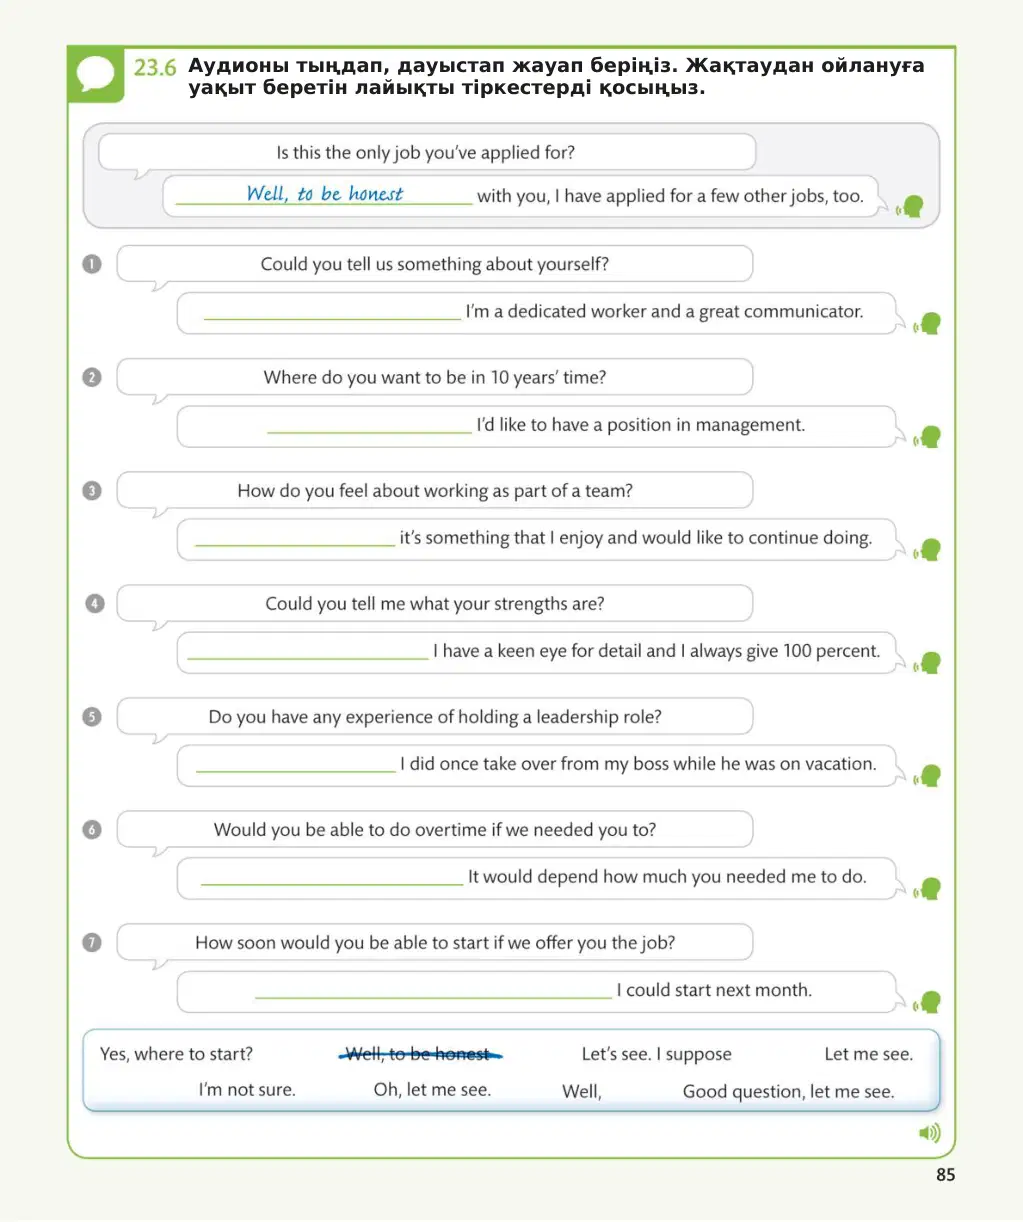 23.6 Аудионы тыңдап, дауыстап жауап беріңіз. Жақтаудан ойлануға
уақыт беретін лайықты тіркестерді қосыңыз.
Is this the only job you've applied for?
Well, to be honest with you, I have applied for a few other jobs, too.
1 Could you tell us something about yourself?
I'm a dedicated worker and a great communicator.
2 Where do you want to be in 10 years' time?
I'd like to have a position in management.
3 How do you feel about working as part of a team?
it's something that I enjoy and would like to continue doing.
4 Could you tell me what your strengths are?
I have a keen eye for detail and I always give 100 percent.
5 Do you have any experience of holding a leadership role?
I did once take over from my boss while he was on vacation.
6 Would you be able to do overtime if we needed you to?
It would depend how much you needed me to do.
7 How soon would you be able to start if we offer you the job?
I could start next month.
Yes, where to start? Well, to be honest Let's see. I suppose Let me see.
I'm not sure. Oh, let me see. Well, Good question, let me see.
85